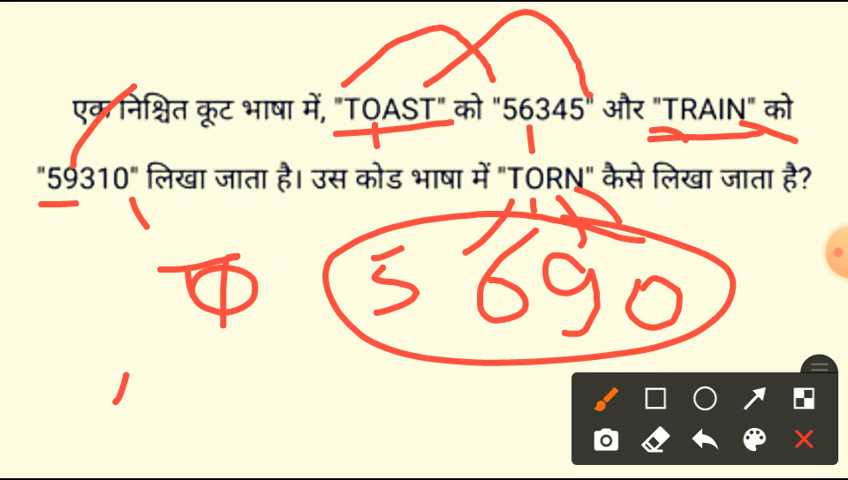 एक निश्चित कूट भाषा में, "TOAST" को "56345" और "TRAIN" को
"59310" लिखा जाता है। उस कोड भाषा में "TORN" कैसे लिखा जाता है?
5690